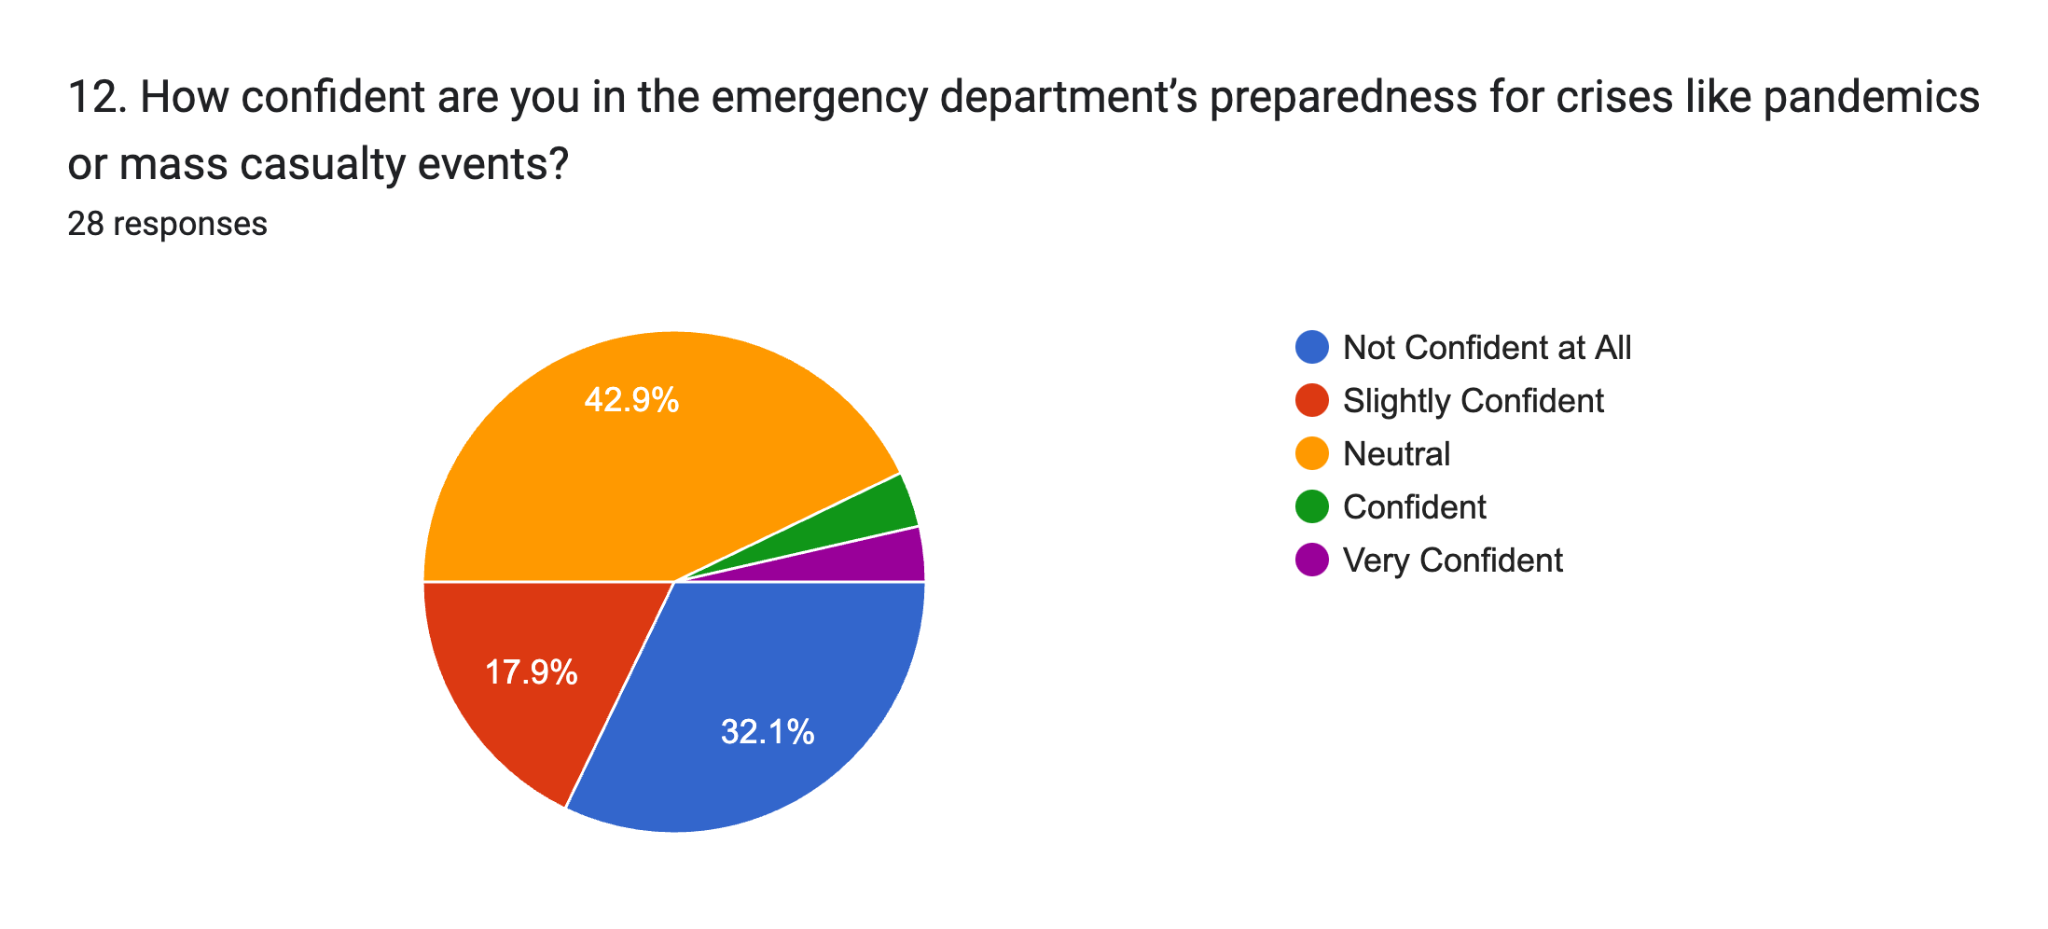 12. How confident are you in the emergency department’s preparedness for crises like pandemics
or mass casualty events?
28 responses
42.9%
17.9%
32.1%
Not Confident at All
Slightly Confident
Neutral
Confident
Very Confident